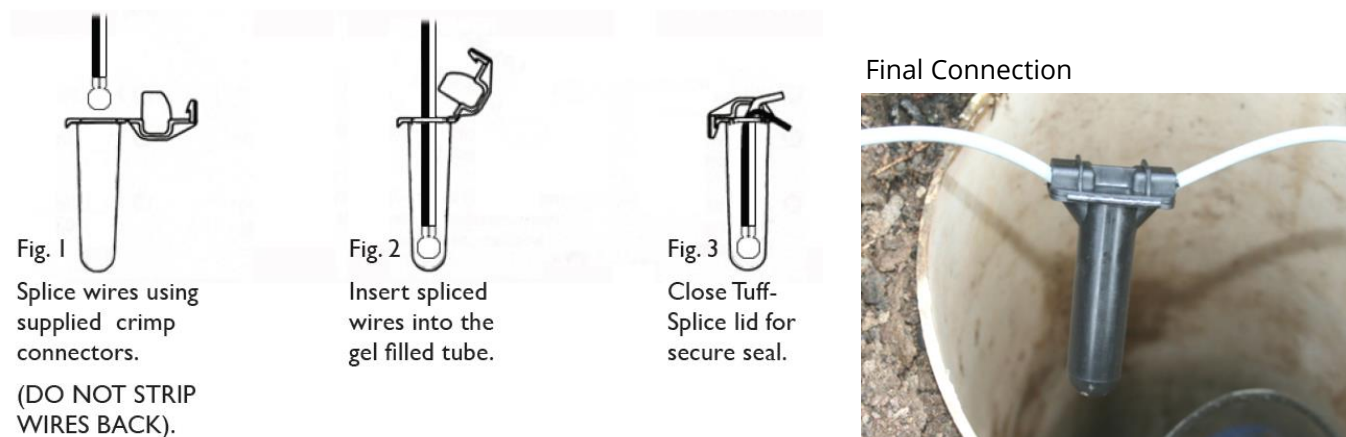 Final Connection
Fig. 1
Splice wires using
supplied crimp
connectors.
(DO NOT STRIP
WIRES BACK).
Fig. 2
Insert spliced
wires into the
gel filled tube.
Fig. 3
Close Tuff-
Splice lid for
secure seal.